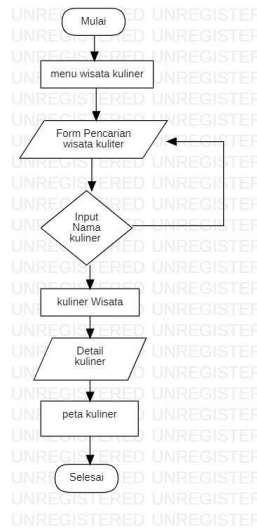 Mulai
menu wisata kuliner
Form Pencarian
wisata kuliter
Input
Nama
kuliner
kuliner Wisata
Detail
kuliner
peta kuliner
Selesai